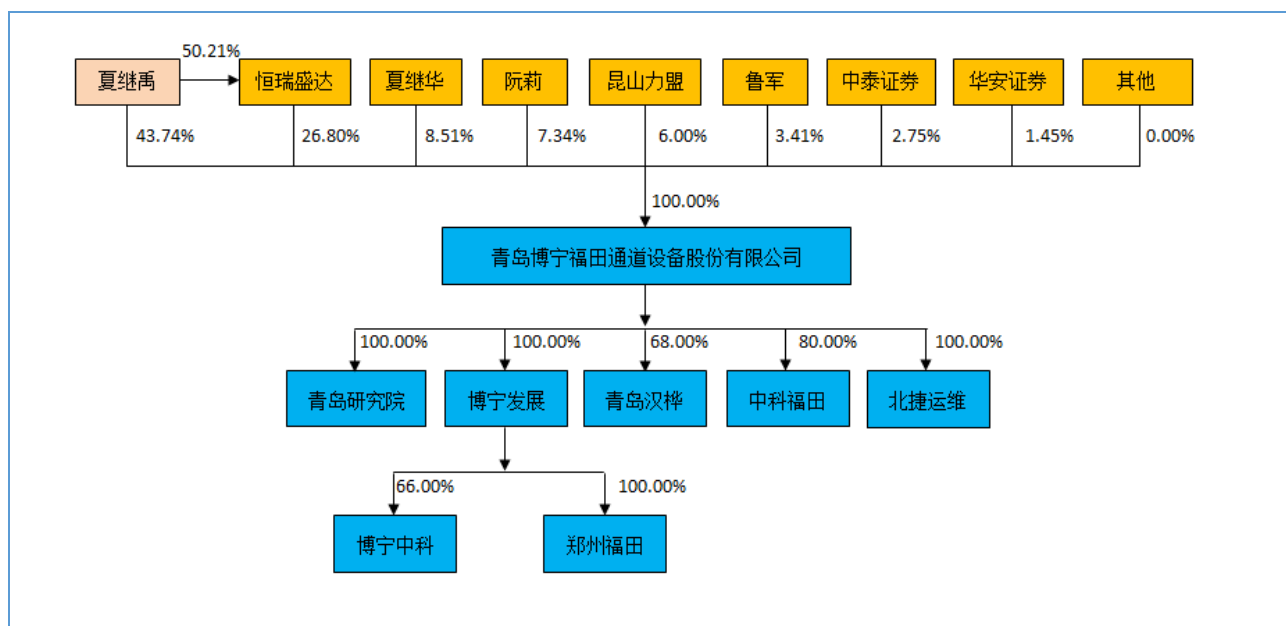 50.21%
夏继禹 恒瑞盛达 夏继华 阮莉 昆山力盟 鲁军 中泰证券 华安证券 其他
43.74% 26.80% 8.51% 7.34% 6.00% 3.41% 2.75% 1.45% 0.00%
100.00%
青岛博宁福田通道设备股份有限公司
100.00% 100.00% 68.00% 80.00% 100.00%
青岛研究院 博宁发展 青岛汉桦 中科福田 北捷运维
66.00% 100.00%
博宁中科 郑州福田